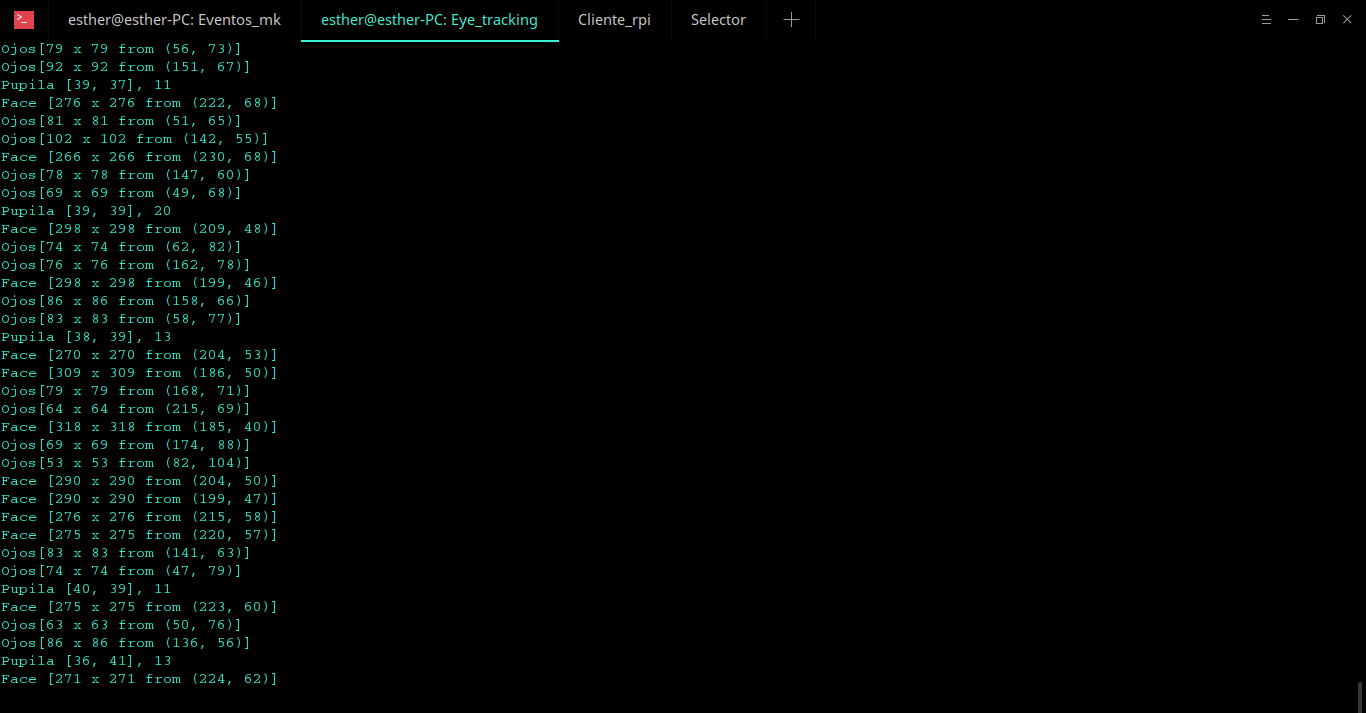 esther@esther-PC: Eventos_mk esther@esther-PC: Eye_tracking Cliente_rpi Selector
Ojos[79 x 79 from (56, 73)]
Ojos[92 x 92 from (151, 67)]
Pupila [39, 37], 11
Face [276 x 276 from (222, 68)]
Ojos[81 x 81 from (51, 65)]
Ojos[102 x 102 from (142, 55)]
Face [266 x 266 from (230, 68)]
Ojos[78 x 78 from (147, 60)]
Ojos[69 x 69 from (49, 68)]
Pupila [39, 39], 20
Face [298 x 298 from (209, 48)]
Ojos[74 x 74 from (62, 82)]
Ojos[76 x 76 from (162, 78)]
Face [298 x 298 from (199, 46)]
Ojos[86 x 86 from (158, 66)]
Ojos[83 x 83 from (58, 77)]
Pupila [38, 39], 13
Face [270 x 270 from (204, 53)]
Face [309 x 309 from (186, 50)]
Ojos[79 x 79 from (168, 71)]
Ojos[64 x 64 from (215, 69)]
Face [318 x 318 from (185, 40)]
Ojos[69 x 69 from (174, 88)]
Ojos[53 x 53 from (82, 104)]
Face [290 x 290 from (204, 50)]
Face [290 x 290 from (199, 47)]
Face [276 x 276 from (215, 58)]
Face [275 x 275 from (220, 57)]
Ojos[83 x 83 from (141, 63)]
Ojos[74 x 74 from (47, 79)]
Pupila [40, 39], 11
Face [275 x 275 from (223, 60)]
Ojos[63 x 63 from (50, 76)]
Ojos[86 x 86 from (136, 56)]
Pupila [36, 41], 13
Face [271 x 271 from (224, 62)]